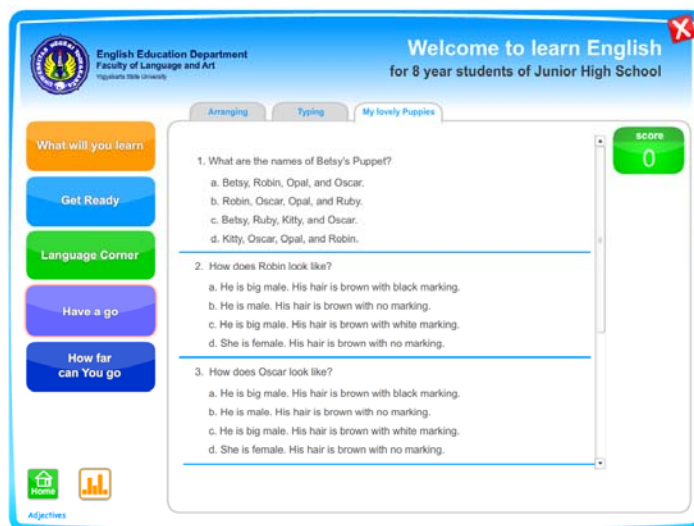 English Education Department
Faculty of Language and Art
Yogyakarta State University
Welcome to learn English
for 8 year students of Junior High School
X
Arranging
Typing
My lovely Puppies
What will you learn
Get Ready
Language Corner
Have a go
How far
can You go
score
0
1. What are the names of Betsy's Puppet?
a. Betsy, Robin, Opal, and Oscar.
b. Robin, Oscar, Opal, and Ruby.
c. Betsy, Ruby, Kitty, and Oscar.
d. Kitty, Oscar, Opal, and Robin.
2. How does Robin look like?
a. He is big male. His hair is brown with black marking.
b. He is male. His hair is brown with no marking.
c. He is big male. His hair is brown with white marking.
d. She is female. His hair is brown with no marking.
3. How does Oscar look like?
a. He is big male. His hair is brown with black marking.
b. He is male. His hair is brown with no marking.
c. He is big male. His hair is brown with white marking.
d. She is female. His hair is brown with no marking.
Home
Adjectives